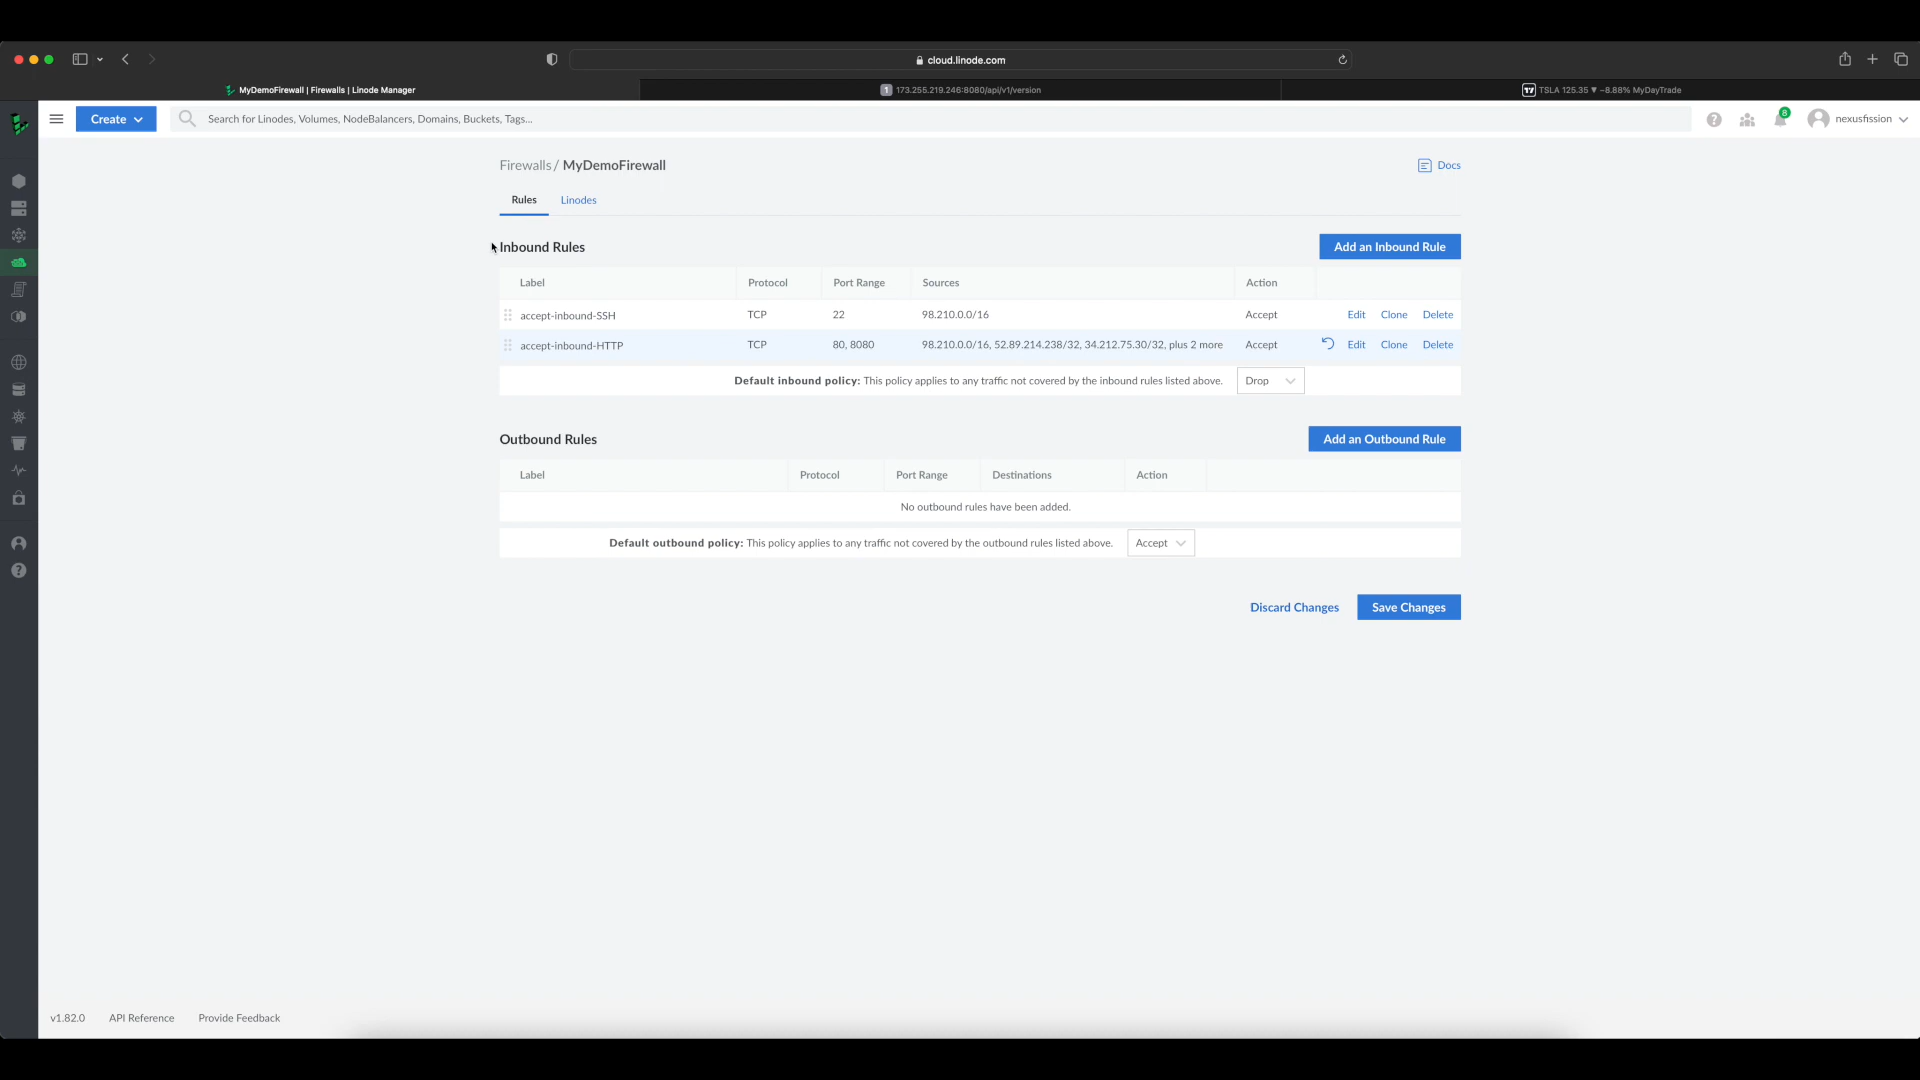 cloud.linode.com
MyDemoFirewall | Firewalls | Linode Manager
1 173.255.219.246:8080/api/v1/version
TSLA 125.35 ▼ −8.88% MyDayTrade
Create
Search for Linodes, Volumes, NodeBalancers, Domains, Buckets, Tags...
8
nexusfission
Firewalls / MyDemoFirewall
Docs
Rules
Linodes
Inbound Rules
Add an Inbound Rule
Label Protocol Port Range Sources Action
accept-inbound-SSH TCP 22 98.210.0.0/16 Accept Edit Clone Delete
accept-inbound-HTTP TCP 80, 8080 98.210.0.0/16, 52.89.214.238/32, 34.212.75.30/32, plus 2 more Accept Edit Clone Delete
Default inbound policy: This policy applies to any traffic not covered by the inbound rules listed above. Drop
Outbound Rules
Add an Outbound Rule
Label Protocol Port Range Destinations Action
No outbound rules have been added.
Default outbound policy: This policy applies to any traffic not covered by the outbound rules listed above. Accept
Discard Changes
Save Changes
v1.82.0 API Reference Provide Feedback